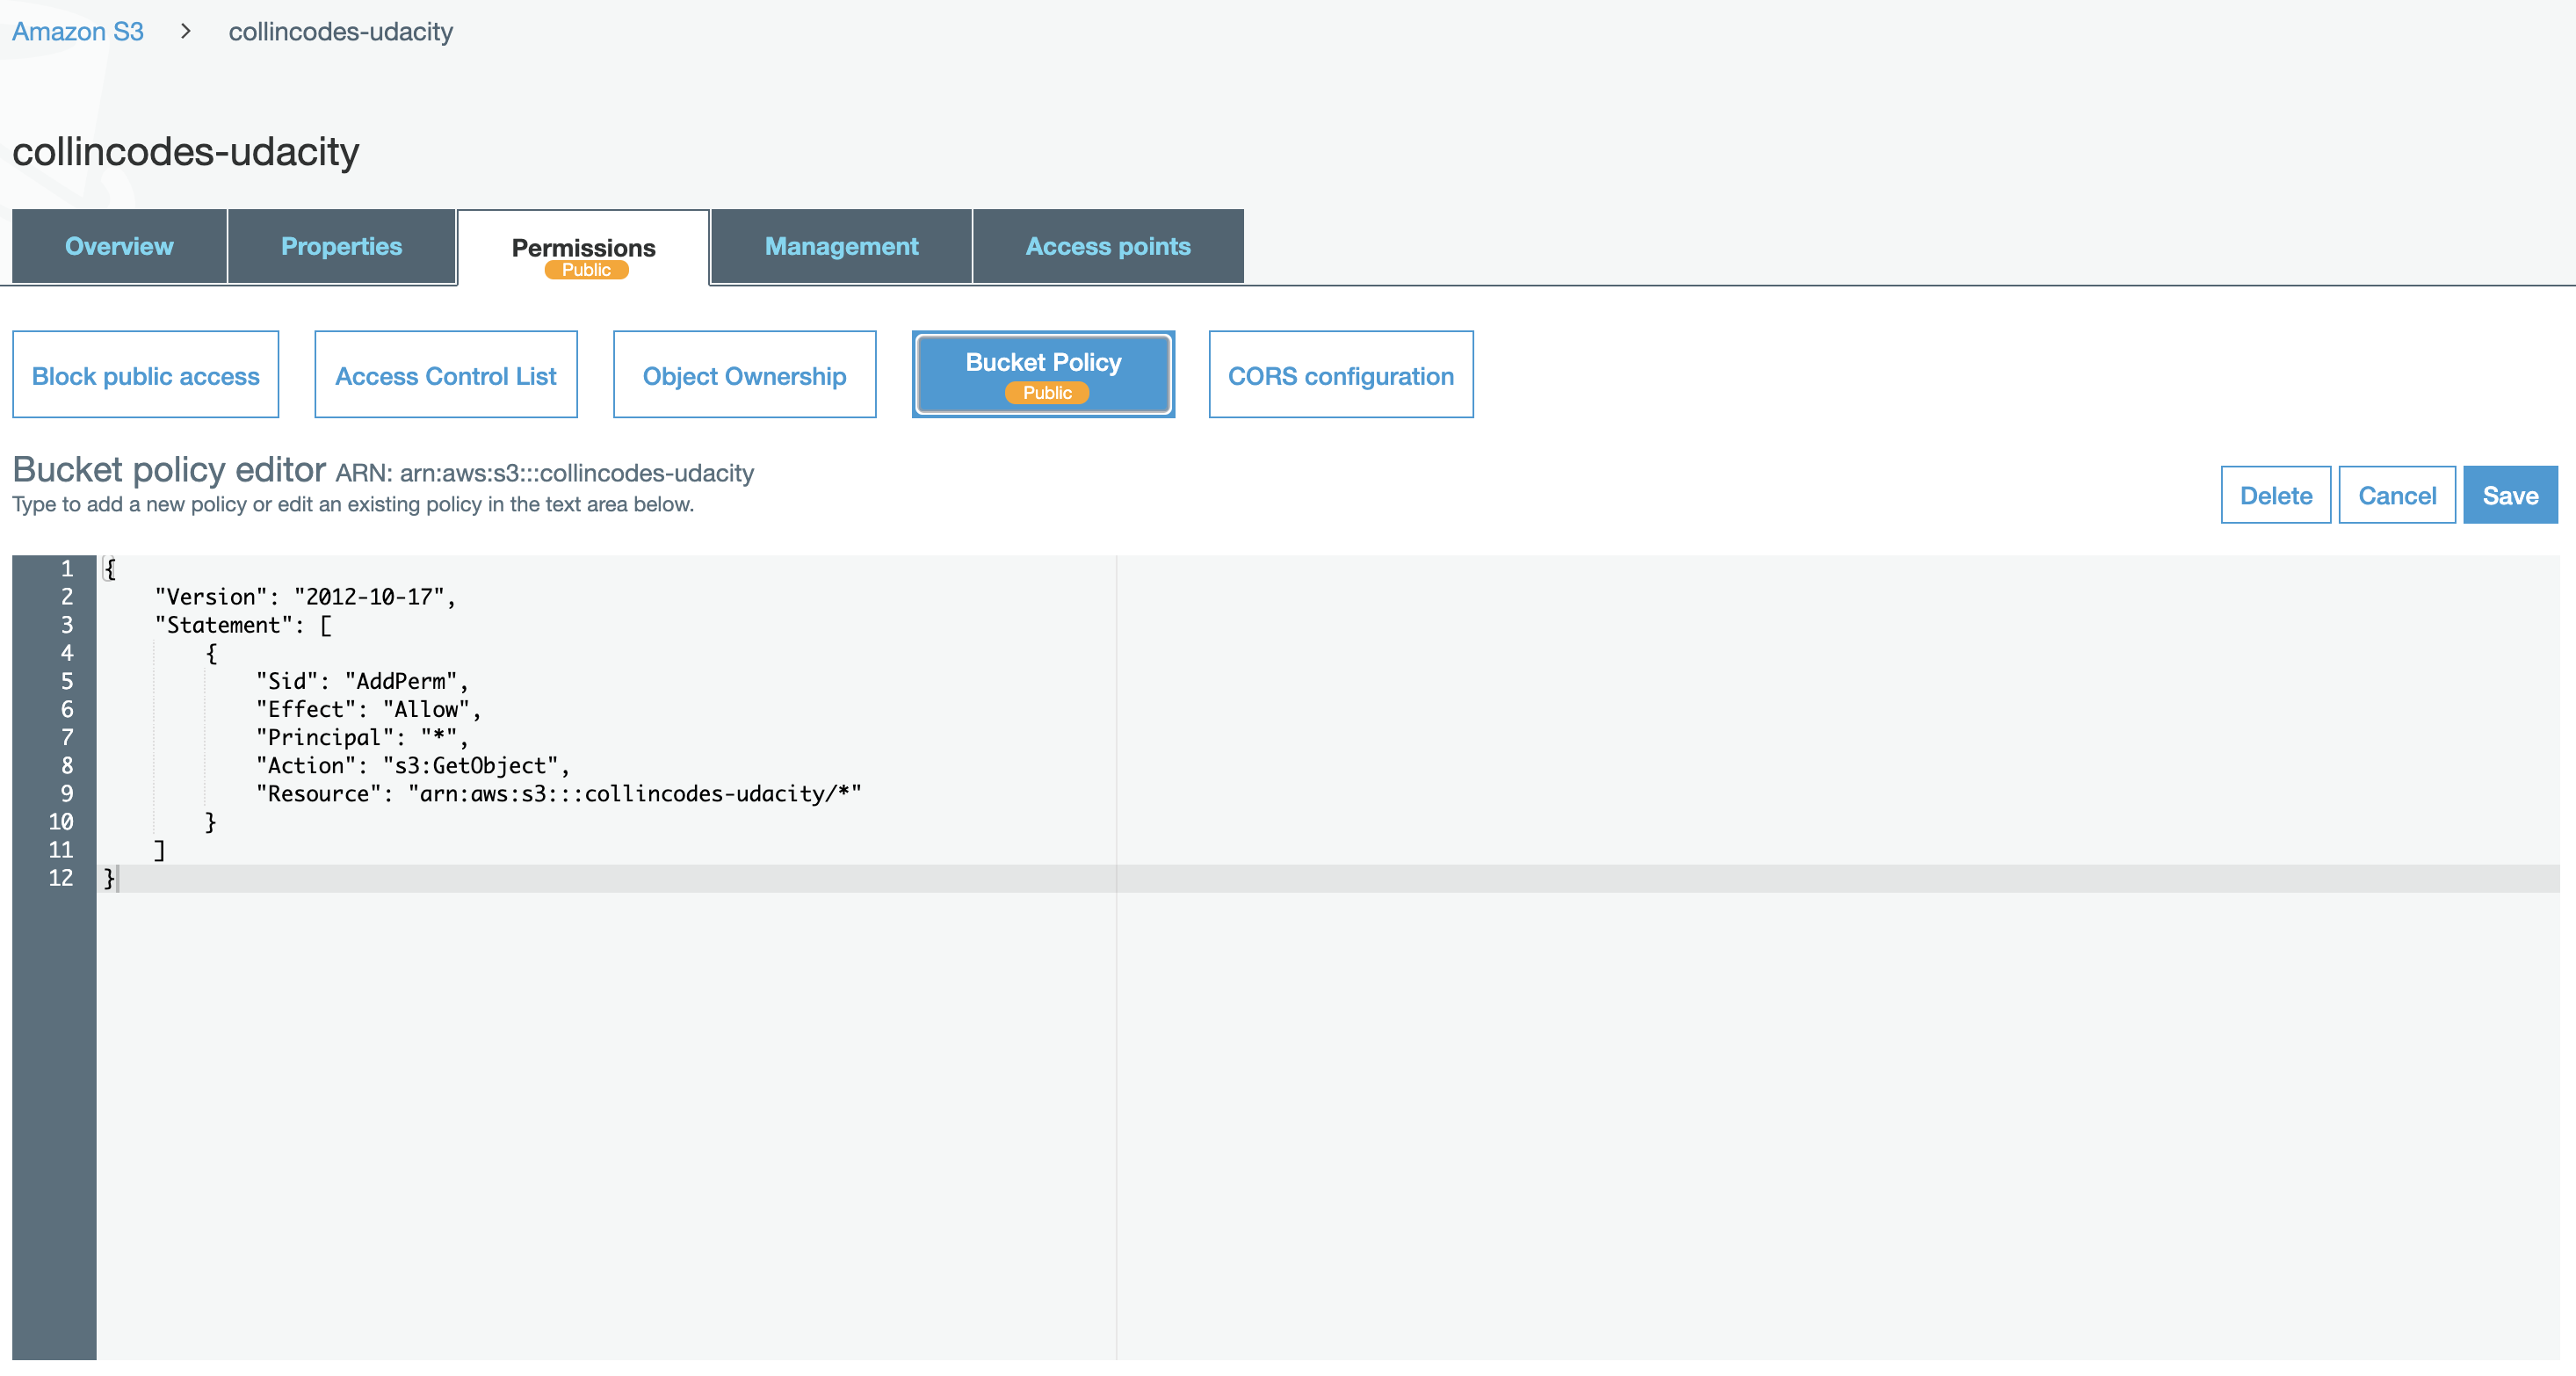 Amazon S3 > collincodes-udacity
collincodes-udacity
Overview Properties Permissions Management Access points
Public
Block public access Access Control List Object Ownership Bucket Policy CORS configuration
Public
Bucket policy editor ARN: arn:aws:s3:::collincodes-udacity
Type to add a new policy or edit an existing policy in the text area below.
Delete Cancel Save
1 {
2 "Version": "2012-10-17",
3 "Statement": [
4 {
5 "Sid": "AddPerm",
6 "Effect": "Allow",
7 "Principal": "*",
8 "Action": "s3:GetObject",
9 "Resource": "arn:aws:s3:::collincodes-udacity/*"
10 }
11 ]
12 }